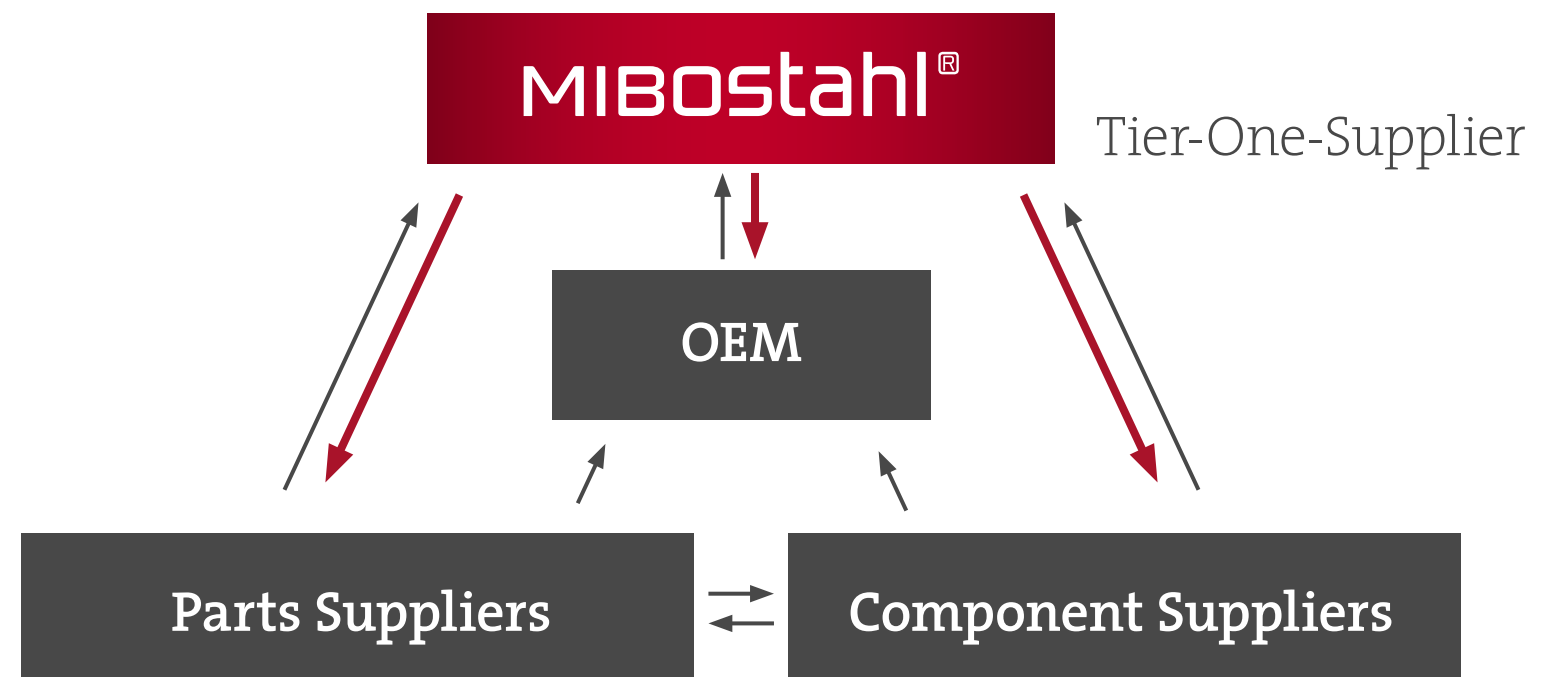 MIBOstahl®
Tier-One-Supplier
OEM
Parts Suppliers
Component Suppliers